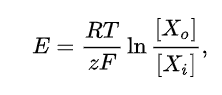 E = \frac{RT}{zF} \ln \frac{[X_o]}{[X_i]},